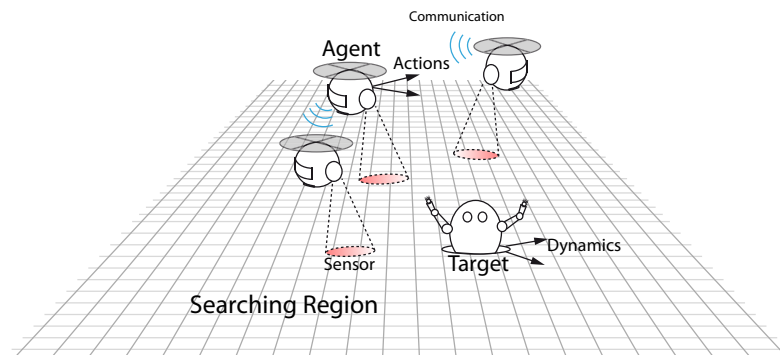 Communication
Agent
Actions
Dynamics
Sensor
Target
Searching Region